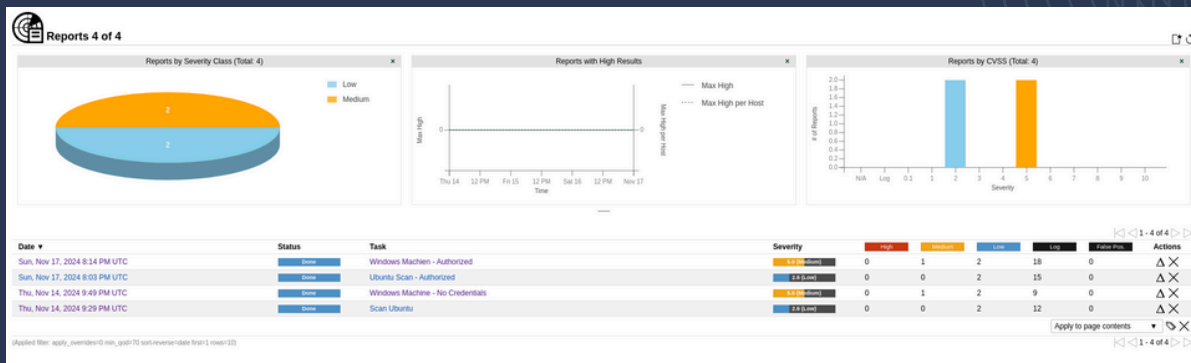 Reports 4 of 4
Reports by Severity Class (Total: 4) ×
2
2
Low
Medium
Reports with High Results ×
Max High
0
0
Max High per Host
Thu 14 12 PM Fri 15 12 PM Sat 16 12 PM Nov 17
Time
Max High
Max High per Host
Reports by CVSS (Total: 4) ×
# of Reports
2.0
1.8
1.6
1.4
1.2
1.0
0.8
0.6
0.4
0.2
0.0
N/A Log 0.1 1 2 3 4 5 6 7 8 9 10
Severity
1 - 4 of 4
Date ▼ Status Task Severity High Medium Low Log False Pos. Actions
Sun, Nov 17, 2024 8:14 PM UTC Done Windows Machien - Authorized 5.0 (Medium) 0 1 2 18 0
Sun, Nov 17, 2024 8:03 PM UTC Done Ubuntu Scan - Authorized 2.6 (Low) 0 0 2 15 0
Thu, Nov 14, 2024 9:49 PM UTC Done Windows Machine - No Credentials 5.0 (Medium) 0 1 2 9 0
Thu, Nov 14, 2024 9:29 PM UTC Done Scan Ubuntu 2.6 (Low) 0 0 2 12 0
Apply to page contents ▼
(Applied filter: apply_overrides=0 min_qod=70 sort-reverse=date first=1 rows=10)
1 - 4 of 4